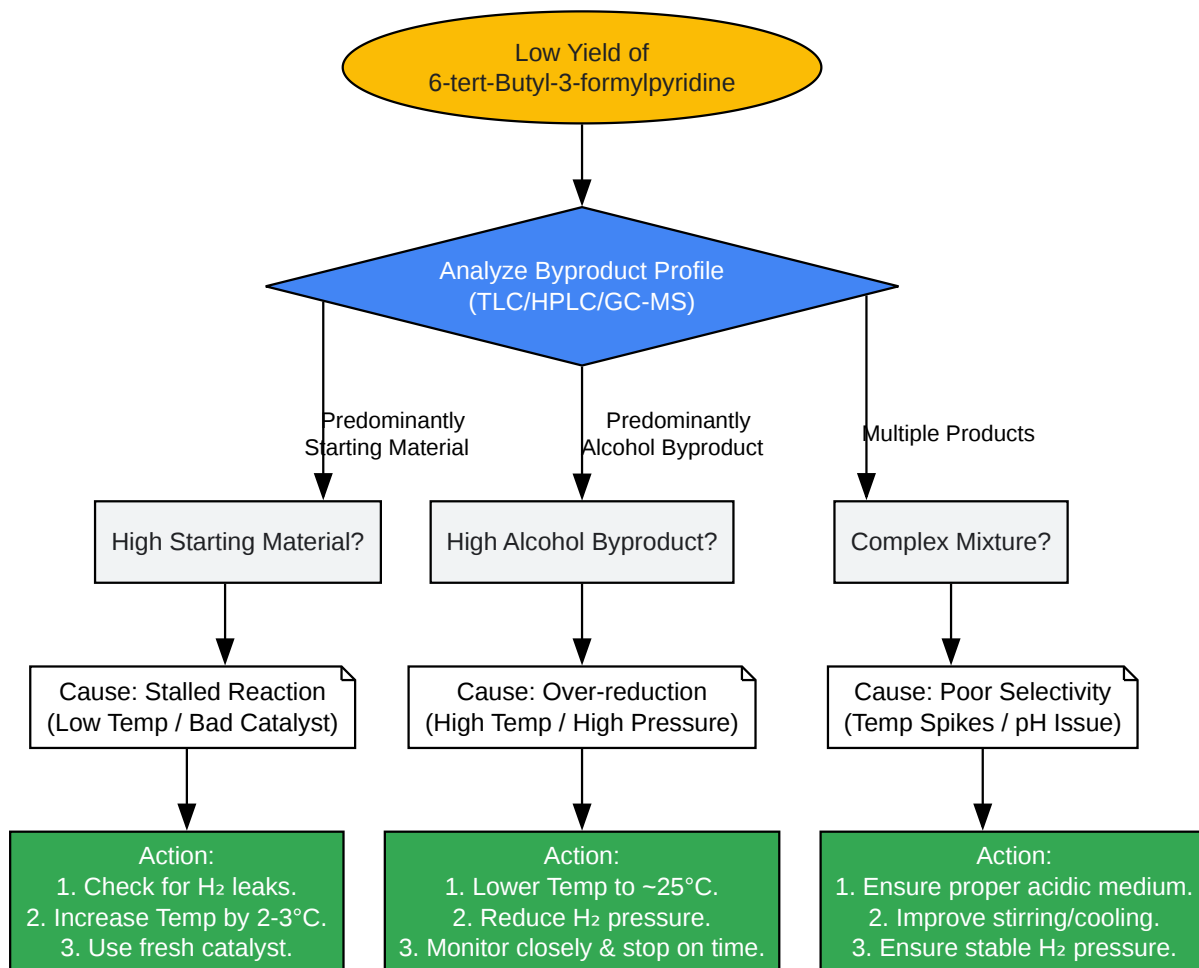 Low Yield of
6-tert-Butyl-3-formylpyridine
Analyze Byproduct Profile
(TLC/HPLC/GC-MS)
Predominantly
Starting Material
Predominantly
Alcohol Byproduct
Multiple Products
High Starting Material?
High Alcohol Byproduct?
Complex Mixture?
Cause: Stalled Reaction
(Low Temp / Bad Catalyst)
Cause: Over-reduction
(High Temp / High Pressure)
Cause: Poor Selectivity
(Temp Spikes / pH Issue)
Action:
1. Check for H₂ leaks.
2. Increase Temp by 2-3°C.
3. Use fresh catalyst.
Action:
1. Lower Temp to ~25°C.
2. Reduce H₂ pressure.
3. Monitor closely & stop on time.
Action:
1. Ensure proper acidic medium.
2. Improve stirring/cooling.
3. Ensure stable H₂ pressure.